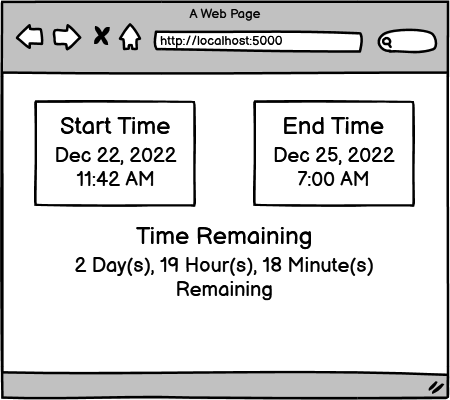 A Web Page
http://localhost:5000
Start Time
Dec 22, 2022
11:42 AM
End Time
Dec 25, 2022
7:00 AM
Time Remaining
2 Day(s), 19 Hour(s), 18 Minute(s)
Remaining